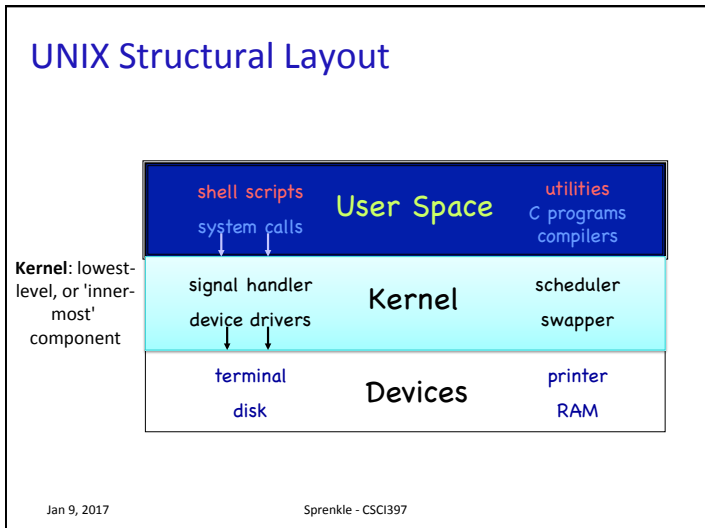 UNIX Structural Layout
shell scripts
system calls
User Space
utilities
C programs
compilers
Kernel: lowest-
level, or 'inner-
most'
component
signal handler
device drivers
Kernel
scheduler
swapper
terminal
disk
Devices
printer
RAM
Jan 9, 2017
Sprenkle - CSCI397